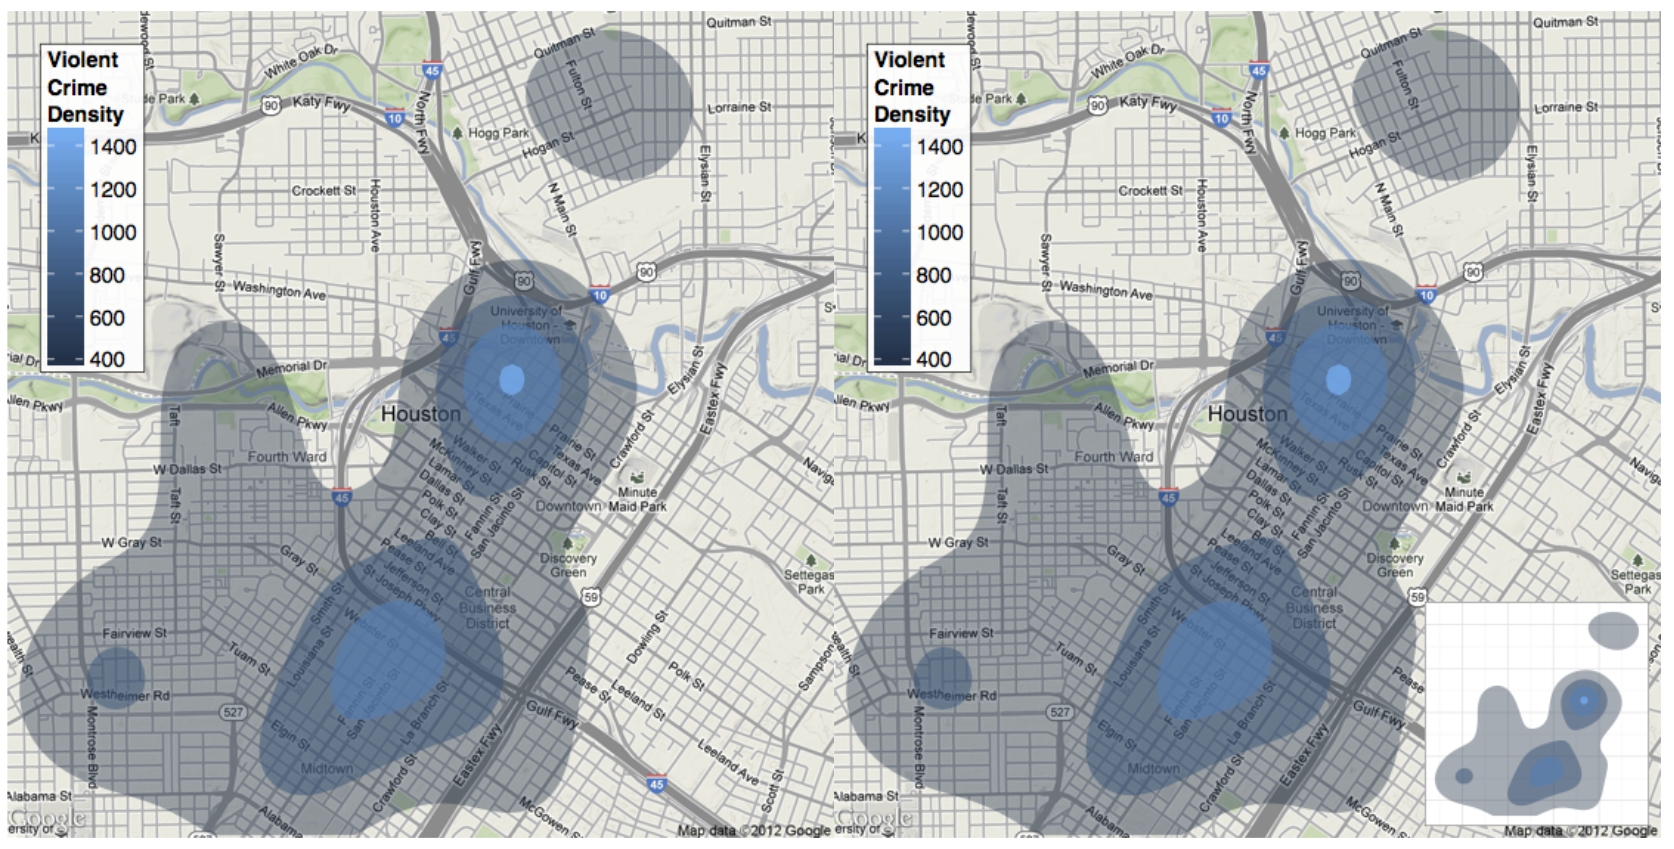 Violent
Crime
Density
1400
1200
1000
800
600
400
Quitman St
Quitman St
White Oak Dr
45
90
Katy Fwy
10
North Fwy
Fulton St
Lorraine St
Hogg Park
Hogan St
Elysian St
Crockett St
Houston Ave
N Main St
Sawyer St
Gulf Fwy
90
90
Washington Ave
10
University of
Houston -
Downtown
45
Memorial Dr
Elysian St
Eastex Fwy
Allen Pkwy
Allen Pkwy
Taft
Houston
Crawford St
Walker St
McKinney St
Lamar St
Dallas St
Polk St
Clay St
Bell St
Leeland Ave
Pease St
Jefferson St
St Joseph Pkwy
Prairie St
Texas Ave
Capitol St
Rusk St
Fannin St
San Jacinto St
Fourth Ward
W Dallas St
45
Minute
Maid Park
Downtown
Taft St
W Gray St
Gray St
Discovery
Green
Settegas
Park
Smith St
Central
Business
District
59
Webster St
Fairview St
Louisiana St
Tuam St
Dowling St
Polk St
Westheimer Rd
Montrose Blvd
527
Fannin St
San Jacinto St
La Branch St
Pease St
Leeland St
Gulf Fwy
Elgin St
Midtown
Crawford St
Eastex Fwy
Leeland Ave
45
Scott St
Alabama St
Alabama
McGowen St
Google
Map data ©2012 Google
Violent
Crime
Density
1400
1200
1000
800
600
400
Quitman St
Quitman St
White Oak Dr
45
90
Katy Fwy
10
North Fwy
Fulton St
Lorraine St
Hogg Park
Hogan St
Elysian St
Crockett St
Houston Ave
N Main St
Sawyer St
Gulf Fwy
90
90
Washington Ave
10
University of
Houston -
Downtown
45
Memorial Dr
Elysian St
Eastex Fwy
Allen Pkwy
Allen Pkwy
Taft
Houston
Crawford St
Walker St
McKinney St
Lamar St
Dallas St
Polk St
Clay St
Bell St
Leeland Ave
Pease St
Jefferson St
St Joseph Pkwy
Prairie St
Texas Ave
Capitol St
Rusk St
Fannin St
San Jacinto St
Fourth Ward
W Dallas St
45
Minute
Maid Park
Downtown
Taft St
W Gray St
Gray St
Discovery
Green
Settegas
Park
Smith St
Central
Business
District
59
Webster St
Fairview St
Louisiana St
Tuam St
Westheimer Rd
Montrose Blvd
527
Fannin St
San Jacinto St
La Branch St
Pease
Gulf Fwy
Elgin St
Midtown
Crawford St
Eastex Fwy
Alabama St
Alabama
McGowen St
Google
Map data ©2012 Google